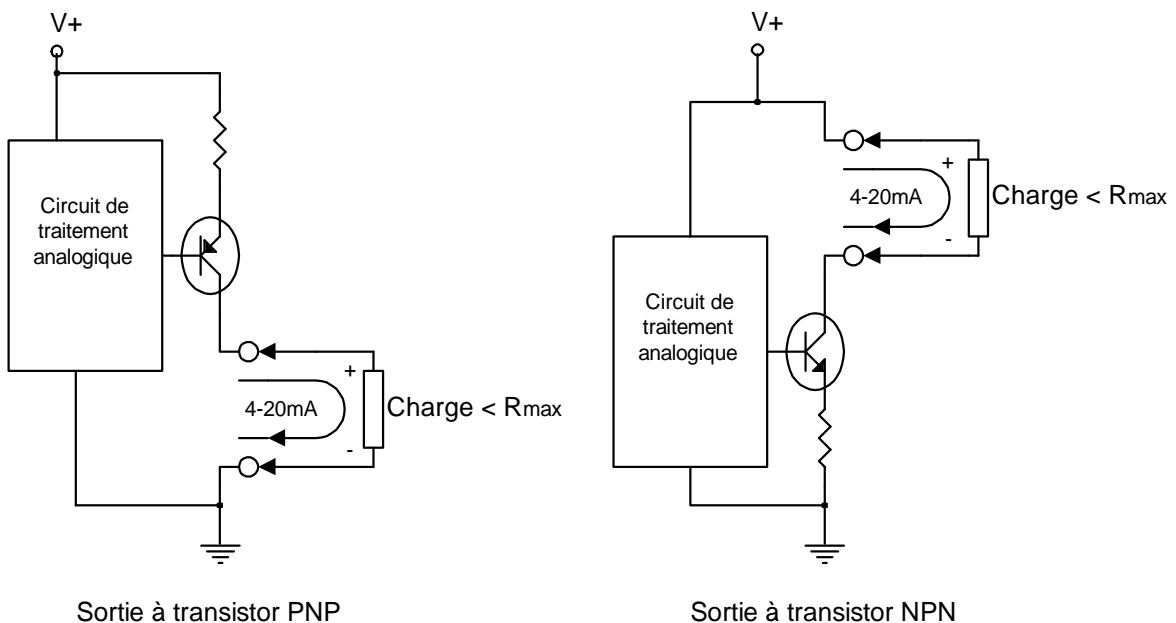 V+
Circuit de
traitement
analogique
+
4-20mA
Charge < Rmax
-
Sortie à transistor PNP
V+
+
4-20mA
Charge < Rmax
-
Circuit de
traitement
analogique
Sortie à transistor NPN